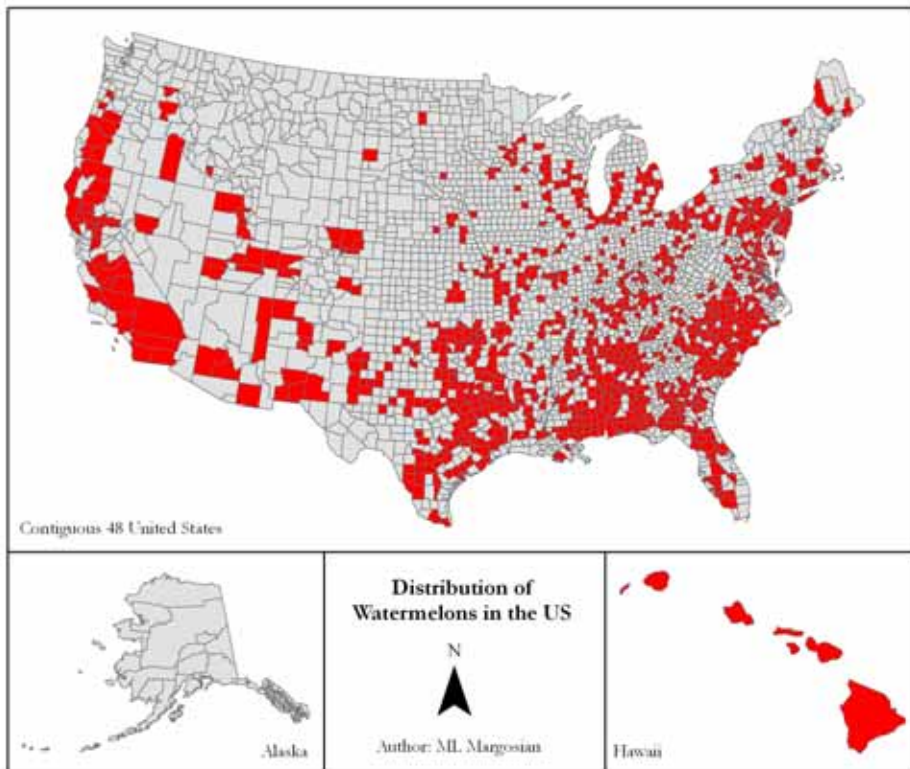 Contiguous 48 United States
Distribution of
Watermelons in the US
N
Author: ML Margosian
Alaska
Hawaii